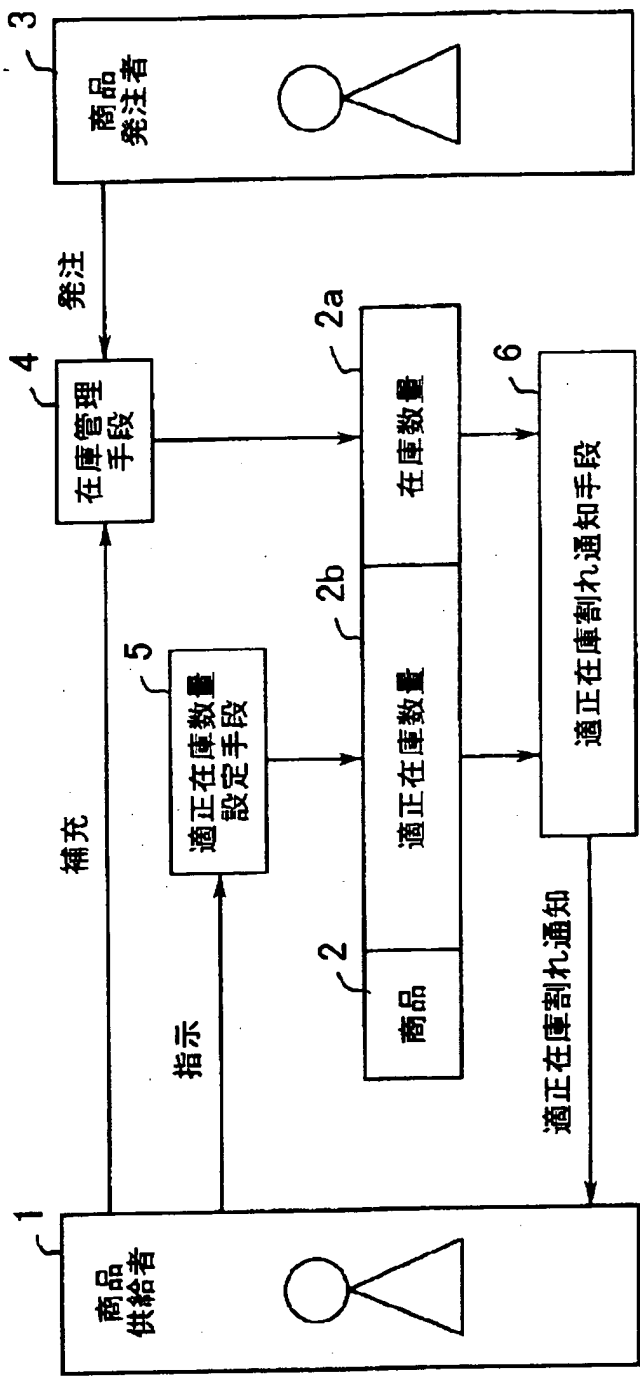 1
商品
供給者
補充
指示
適正在庫割れ通知
4
在庫管理
手段
発注
3
商品
発注者
5
適正在庫数量
設定手段
2
商品
2b
適正在庫数量
2a
在庫数量
6
適正在庫割れ通知手段